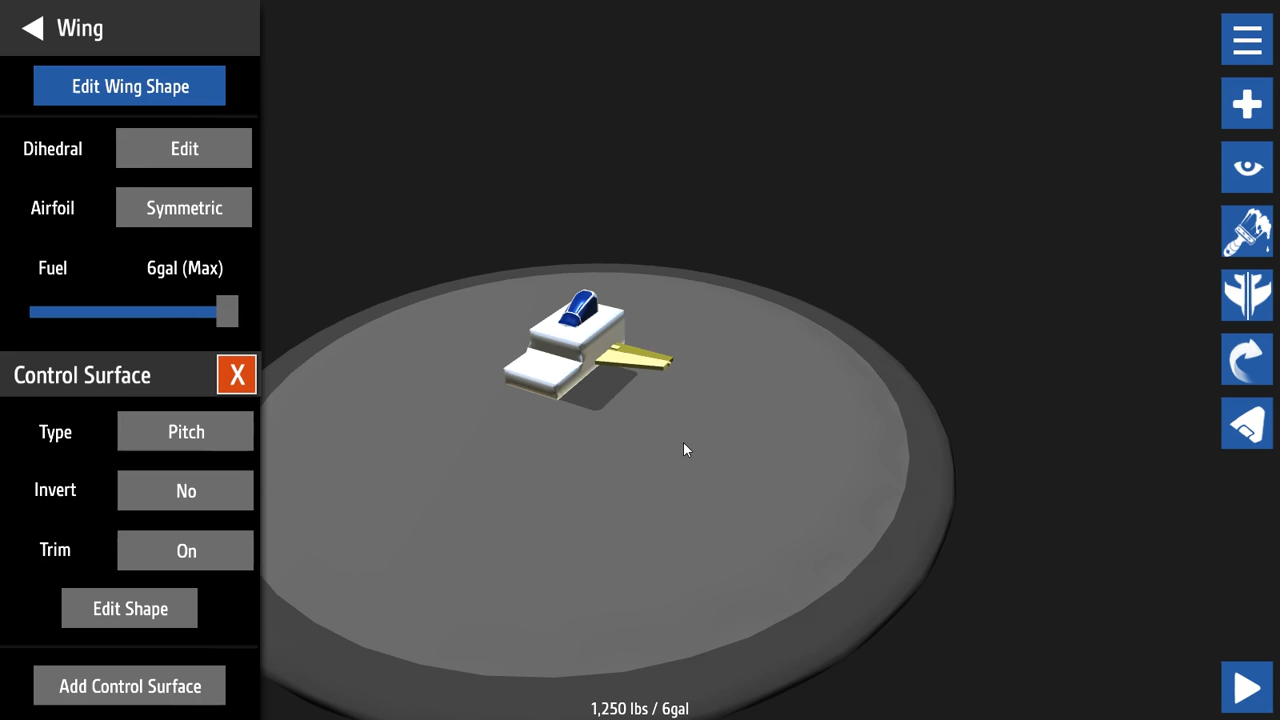 Wing
Edit Wing Shape
Dihedral Edit
Airfoil Symmetric
Fuel 6gal (Max)
Control Surface X
Type Pitch
Invert No
Trim On
Edit Shape
Add Control Surface
1,250 lbs / 6gal